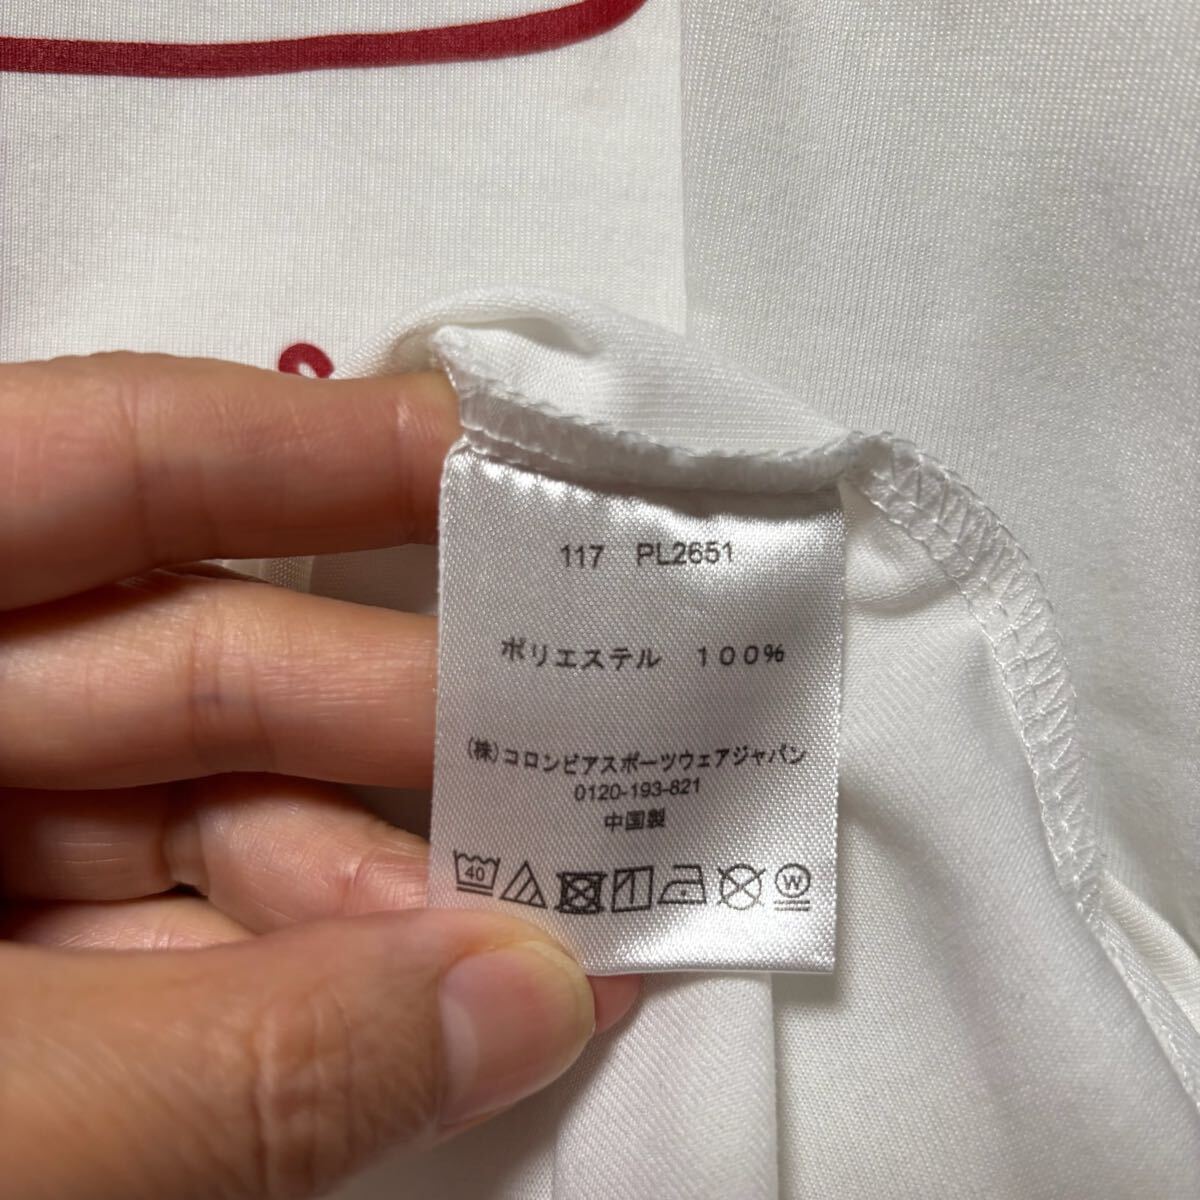 117 PL2651
ポリエステル 100%
(株)コロンビアスポーツウェアジャパン
0120-193-821
中国製
40 W